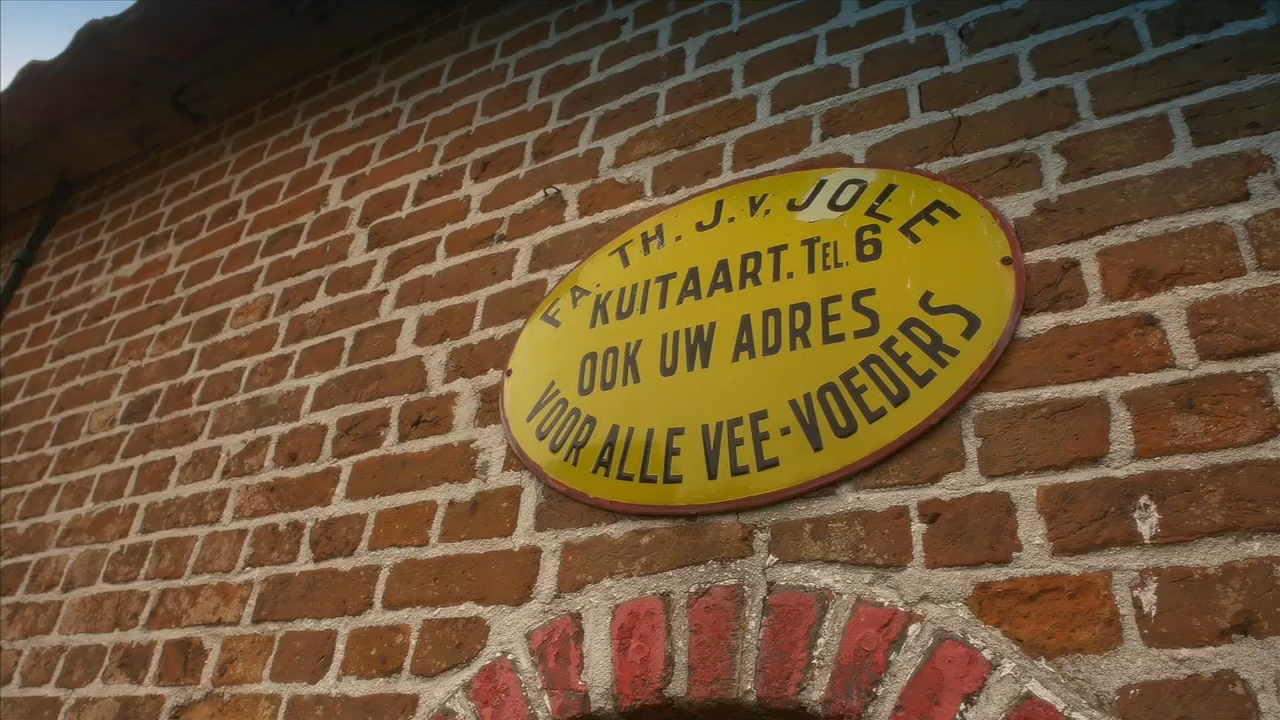 FA. TH. J. v. JOLE
KUITAART. TEL. 6
OOK UW ADRES
VOOR ALLE VEE-VOEDERS